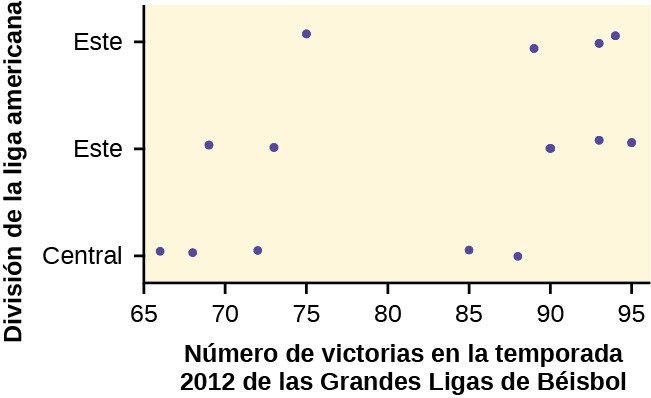 División de la liga americana
Este
Este
Central
65 70 75 80 85 90 95
Número de victorias en la temporada
2012 de las Grandes Ligas de Béisbol